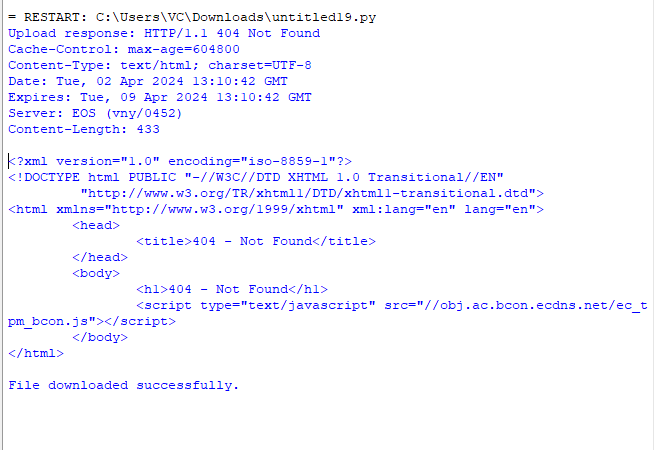 = RESTART: C:\Users\VC\Downloads\untitled19.py
Upload response: HTTP/1.1 404 Not Found
Cache-Control: max-age=604800
Content-Type: text/html; charset=UTF-8
Date: Tue, 02 Apr 2024 13:10:42 GMT
Expires: Tue, 09 Apr 2024 13:10:42 GMT
Server: EOS (vny/0452)
Content-Length: 433

<?xml version="1.0" encoding="iso-8859-1"?>
<!DOCTYPE html PUBLIC "-//W3C//DTD XHTML 1.0 Transitional//EN"
         "http://www.w3.org/TR/xhtml1/DTD/xhtml1-transitional.dtd">
<html xmlns="http://www.w3.org/1999/xhtml" xml:lang="en" lang="en">
        <head>
                <title>404 - Not Found</title>
        </head>
        <body>
                <h1>404 - Not Found</h1>
                <script type="text/javascript" src="//obj.ac.bcon.ecdns.net/ec_t
pm_bcon.js"></script>
        </body>
</html>

File downloaded successfully.